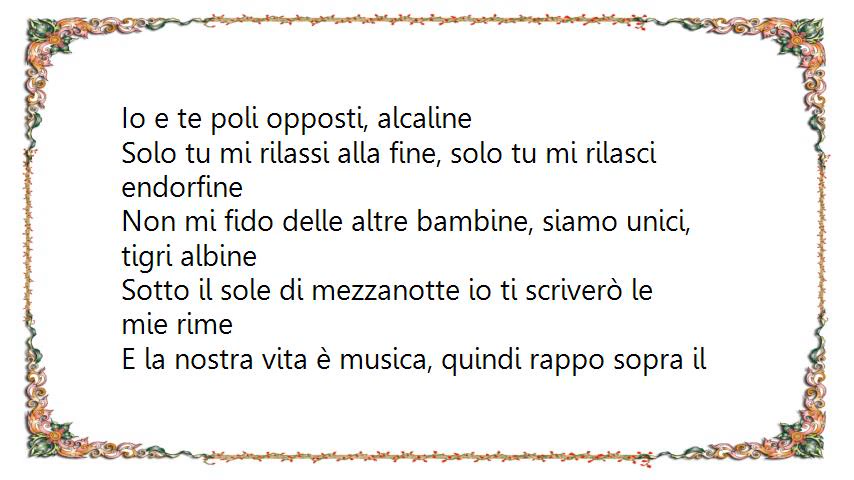 Io e te poli opposti, alcaline
Solo tu mi rilassi alla fine, solo tu mi rilasci
endorfine
Non mi fido delle altre bambine, siamo unici,
tigri albine
Sotto il sole di mezzanotte io ti scriverò le
mie rime
E la nostra vita è musica, quindi rappo sopra il